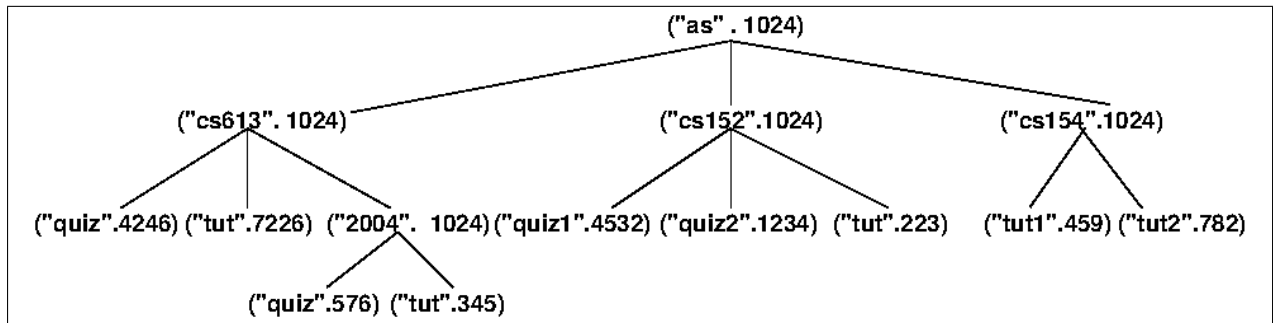 ("as" . 1024)
("cs613". 1024) ("cs152".1024) ("cs154".1024)
("quiz".4246) ("tut".7226) ("2004". 1024) ("quiz1".4532) ("quiz2".1234) ("tut".223) ("tut1".459) ("tut2".782)
("quiz".576) ("tut".345)